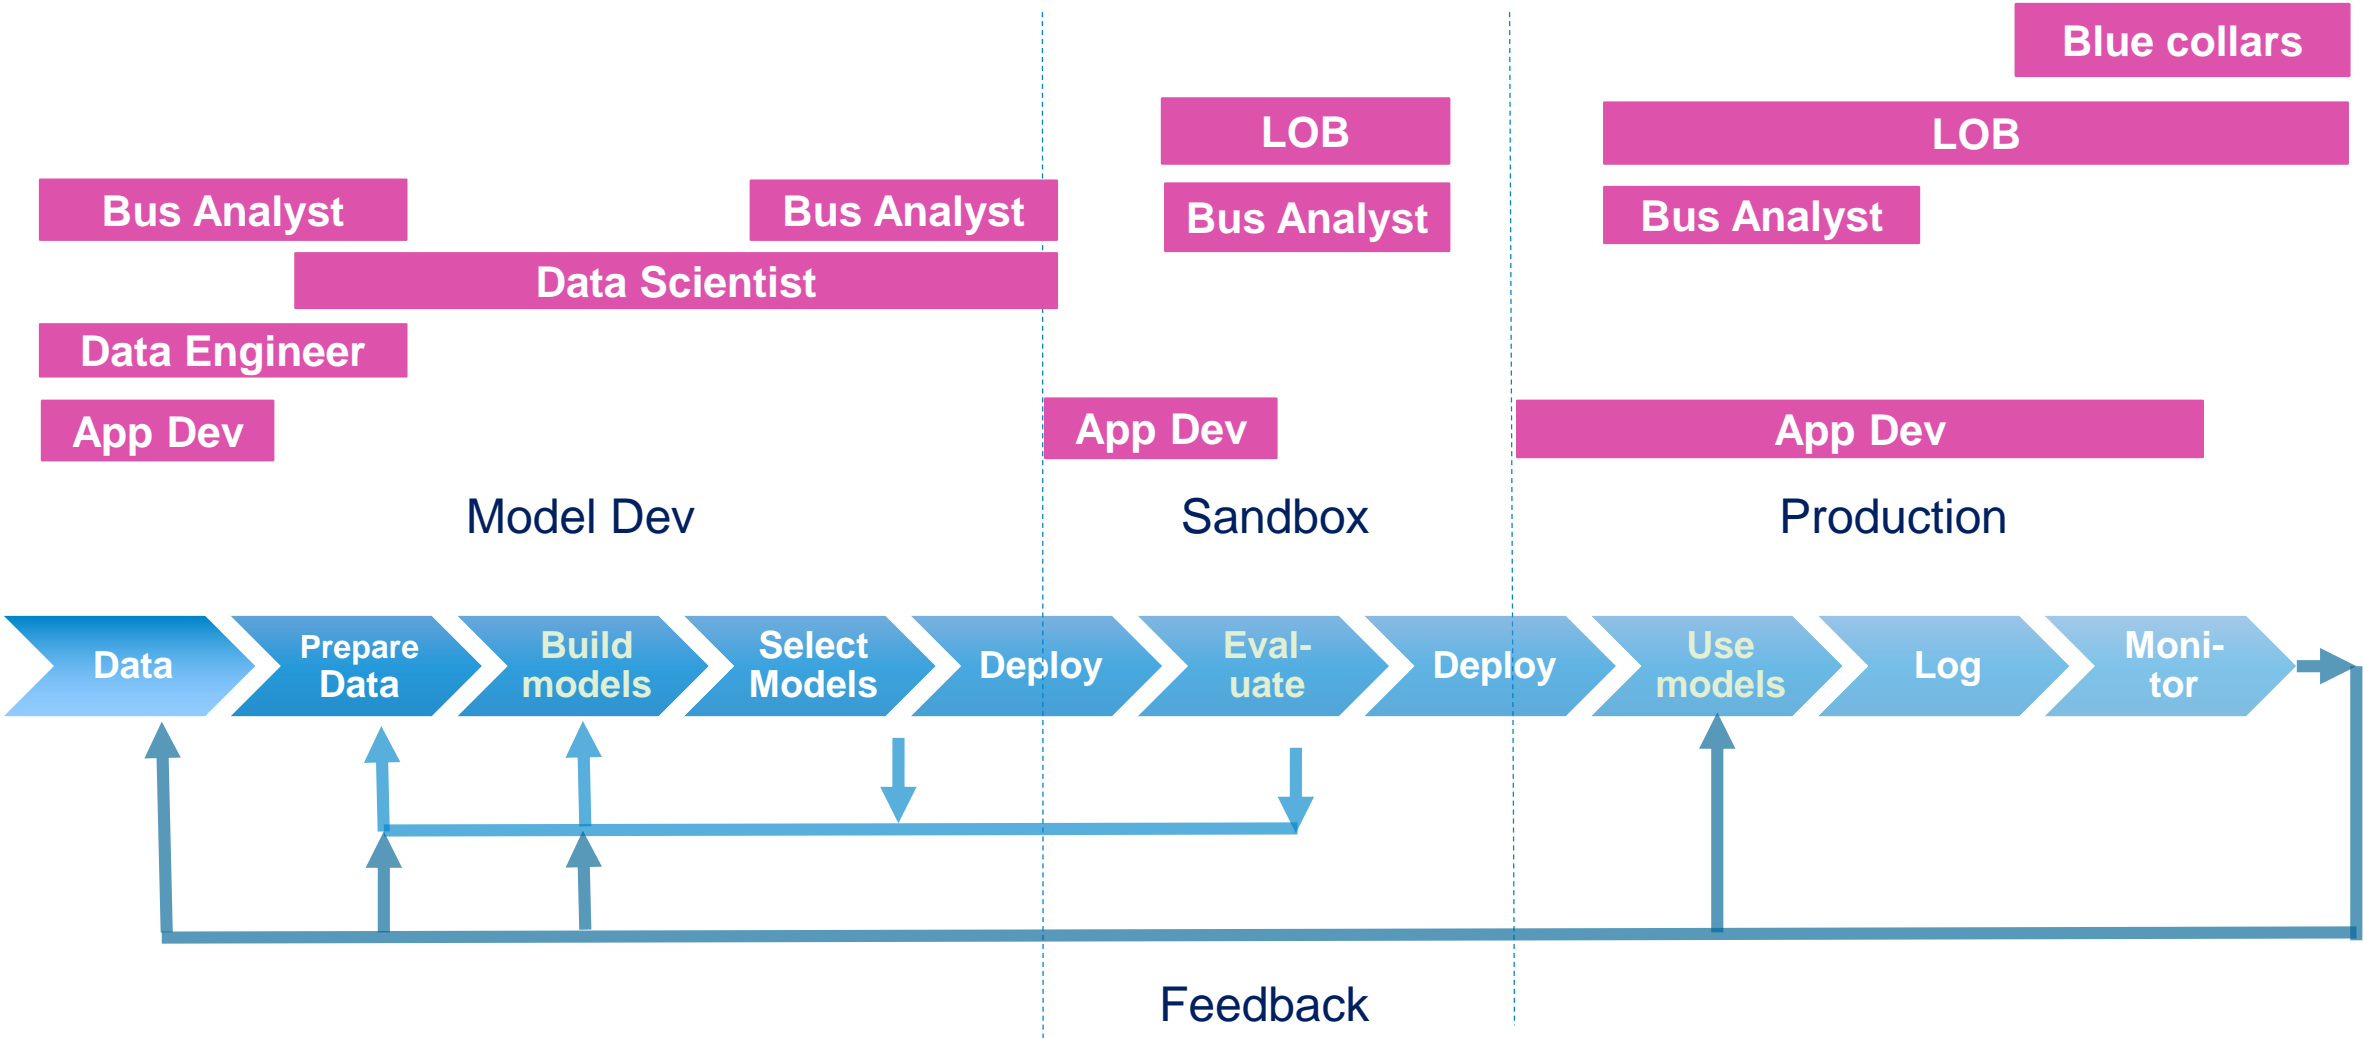 Blue collars
LOB
LOB
Bus Analyst
Bus Analyst
Bus Analyst
Bus Analyst
Data Scientist
Data Engineer
App Dev
App Dev
App Dev
Model Dev
Sandbox
Production
Data
Prepare
Data
Build
models
Select
Models
Deploy
Eval-
uate
Deploy
Use
models
Log
Moni-
tor
Feedback